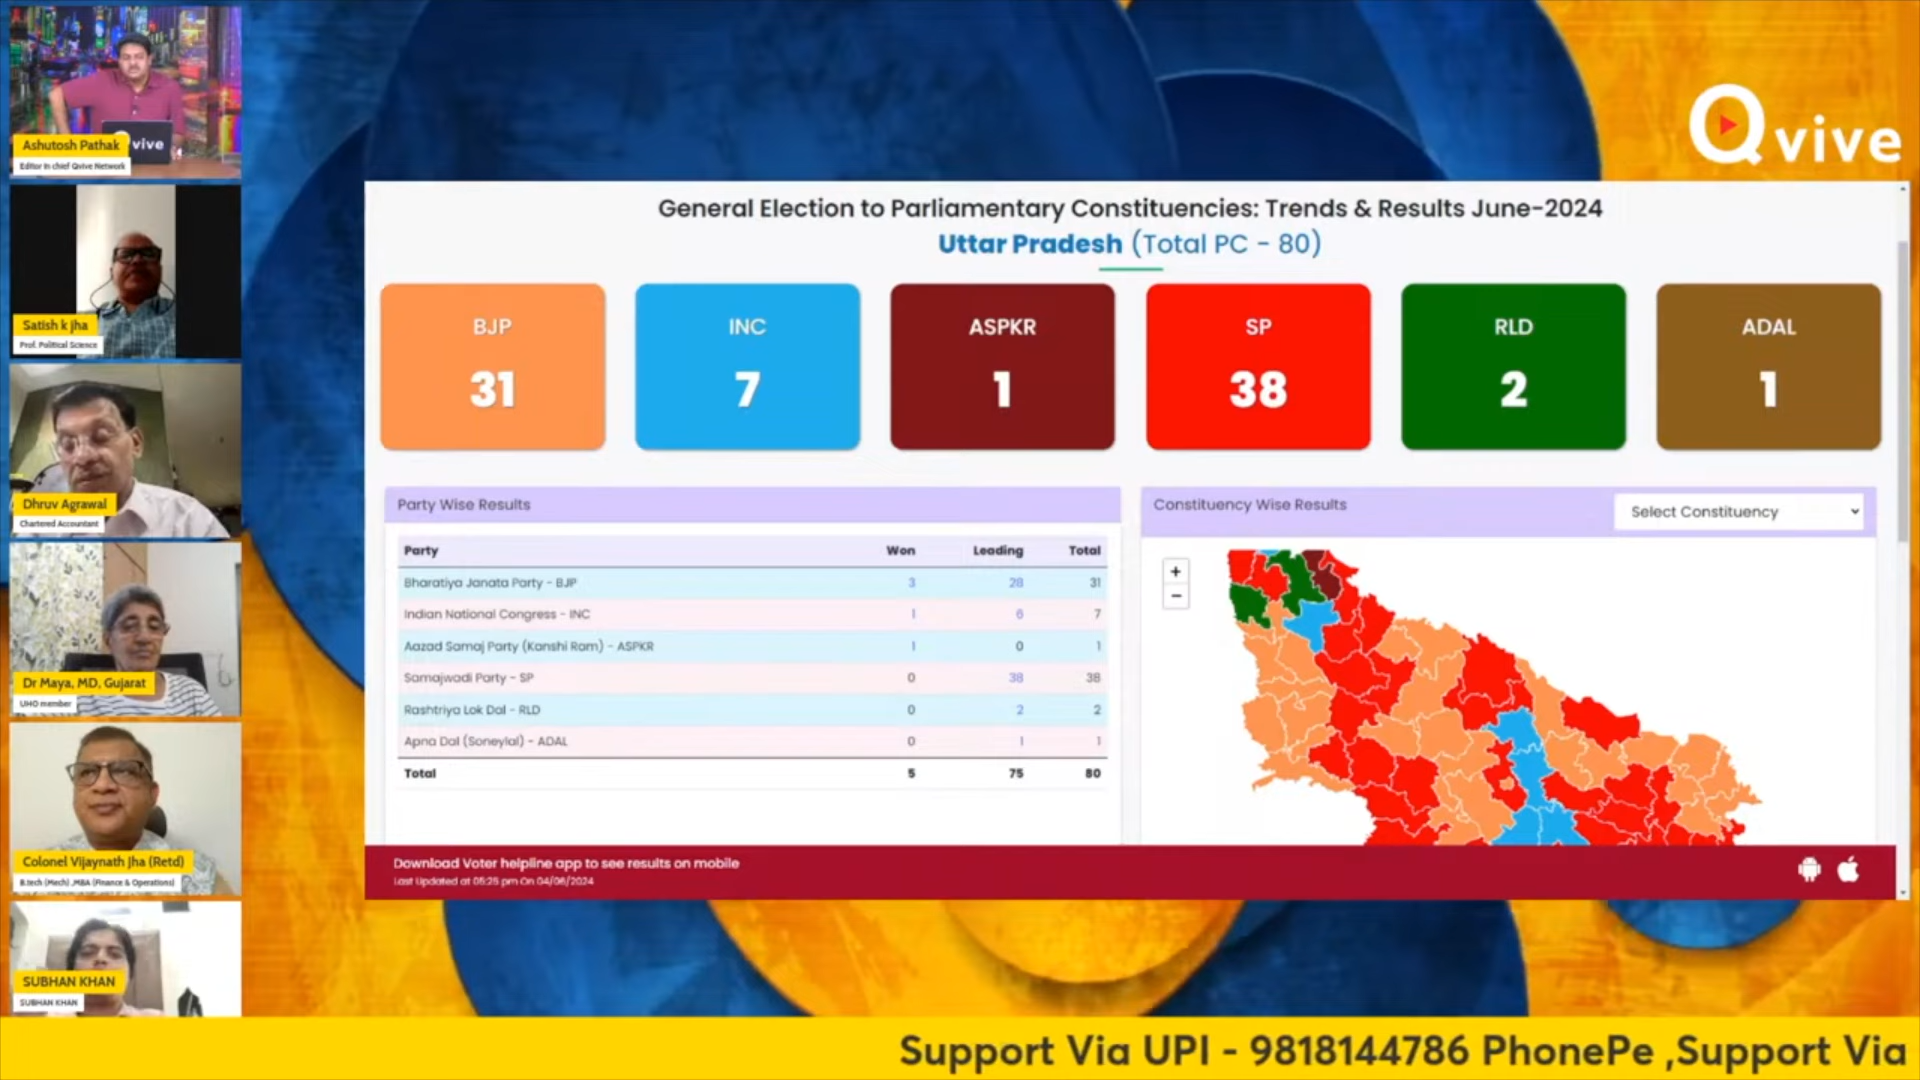 Ashutosh Pathak
Editor in chief Qvive Network
vive
Satish k jha
Prof. Political Science
Dhruv Agrawal
Chartered Accountant
Dr Maya, MD, Gujarat
UHO member
Colonel Vijaynath Jha (Retd)
B.tech (Mech) ,MBA (Finance & Operations)
SUBHAN KHAN
SUBHAN KHAN
Qvive
General Election to Parliamentary Constituencies: Trends & Results June-2024
Uttar Pradesh (Total PC - 80)
BJP INC ASPKR SP RLD ADAL
31 7 1 38 2 1
Party Wise Results
Party Won Leading Total
Bharatiya Janata Party - BJP 3 28 31
Indian National Congress - INC 1 6 7
Aazad Samaj Party (Kanshi Ram) - ASPKR 1 0 1
Samajwadi Party - SP 0 38 38
Rashtriya Lok Dal - RLD 0 2 2
Apna Dal (Soneylal) - ADAL 0 1 1
Total 5 75 80
Constituency Wise Results
Select Constituency
+
−
Download Voter helpline app to see results on mobile
Last Updated at 05:25 pm On 04/06/2024
Support Via UPI - 9818144786 PhonePe ,Support Via